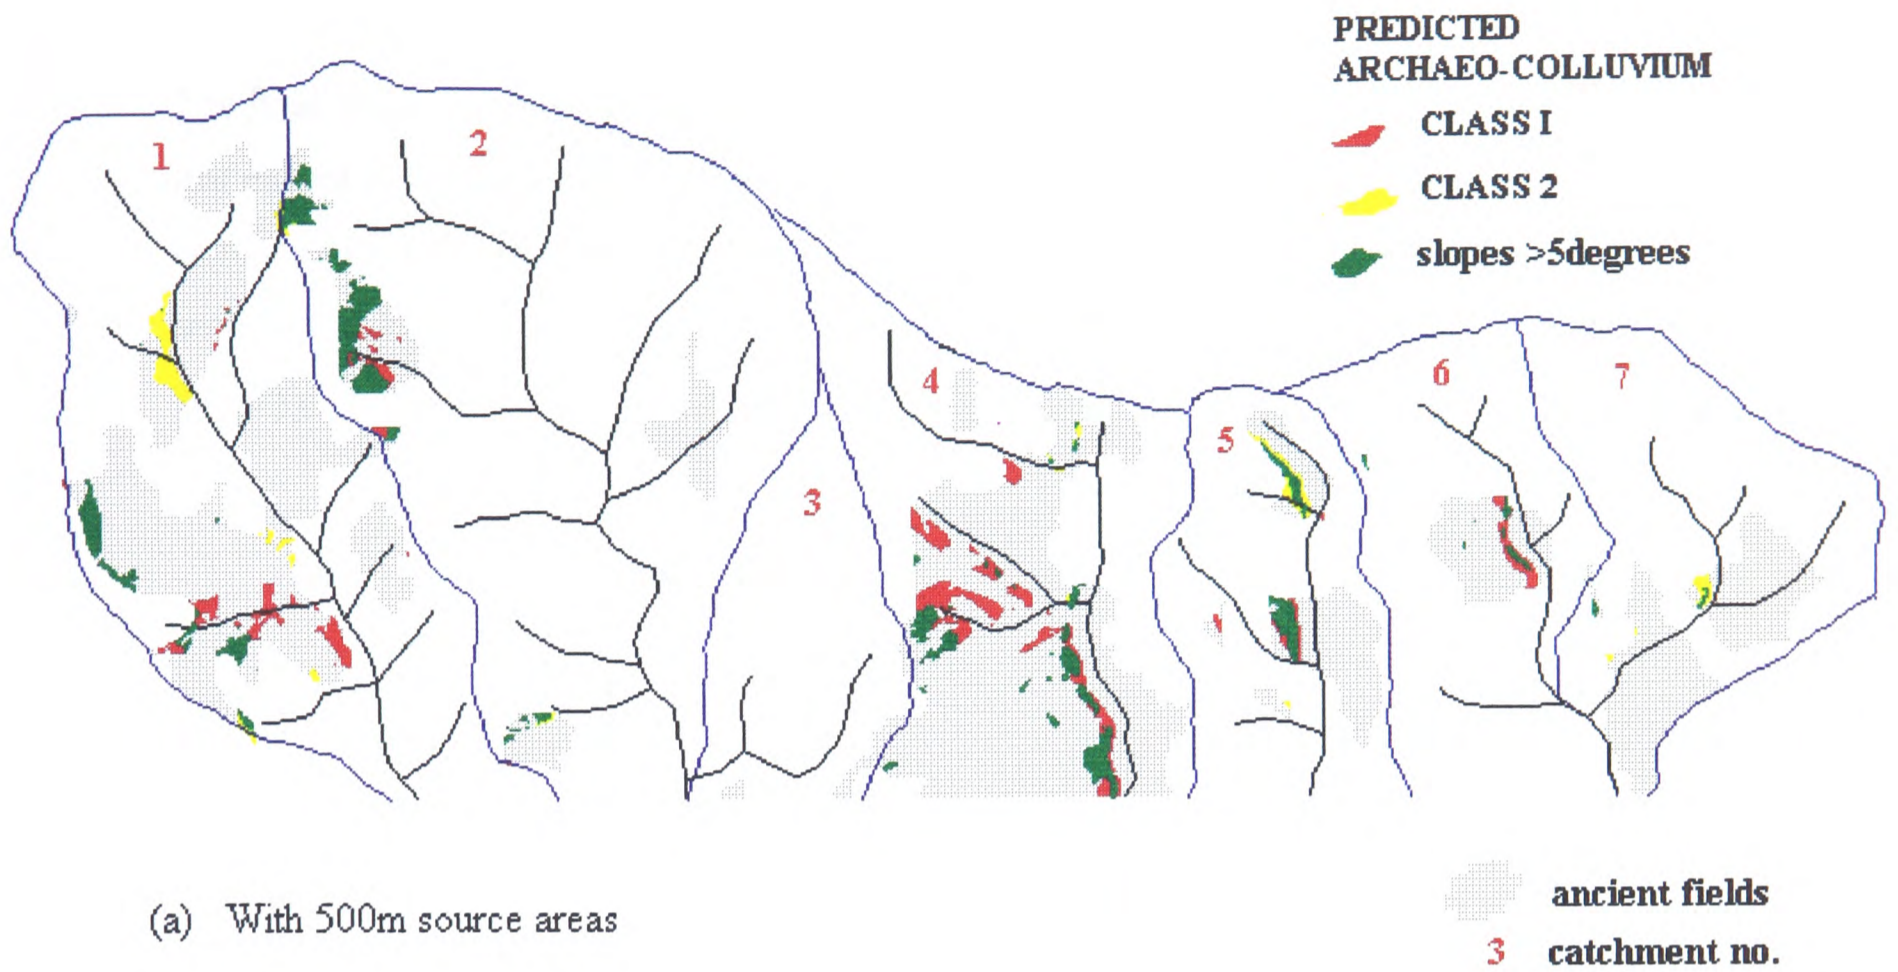 PREDICTED
ARCHAEO-COLLUVIUM
CLASS I
CLASS 2
slopes >5degrees
1
2
3
4
5
6
7
ancient fields
3 catchment no.
(a) With 500m source areas